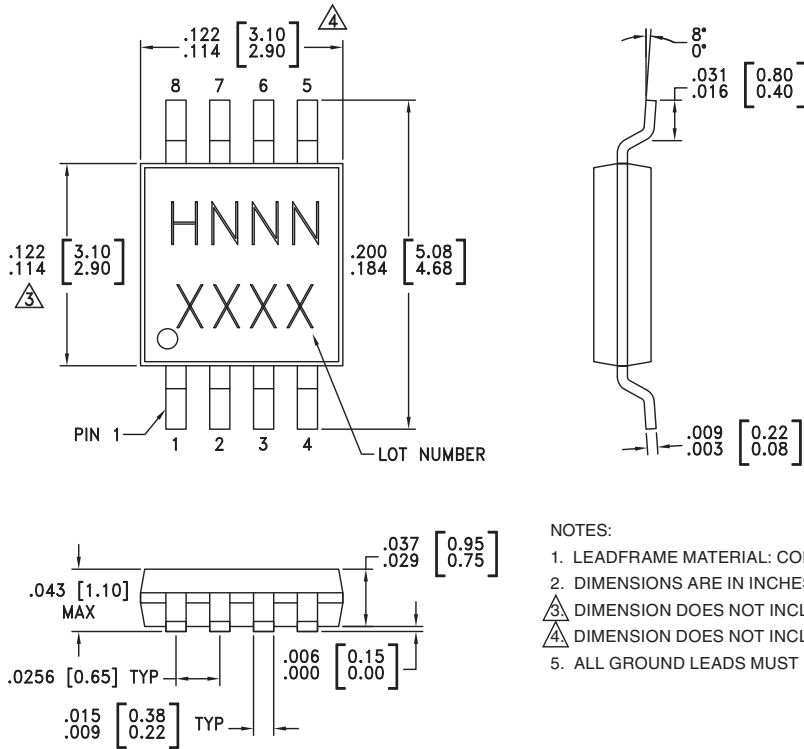 .122 [3.10]
.114 [2.90]
4
8 7 6 5
HNNN
XXXX
.122 [3.10]
.114 [2.90]
3
.200 [5.08]
.184 [4.68]
PIN 1
1 2 3 4
LOT NUMBER
8°
0°
.031 [0.80]
.016 [0.40]
.009 [0.22]
.003 [0.08]
.043 [1.10]
MAX
.037 [0.95]
.029 [0.75]
.0256 [0.65] TYP
.006 [0.15]
.000 [0.00]
.015 [0.38]
.009 [0.22]
TYP
NOTES:
1. LEADFRAME MATERIAL:
2. DIMENSIONS ARE IN INCHES
3. DIMENSION DOES NOT
4. DIMENSION DOES NOT
5. ALL GROUND LEADS MUST